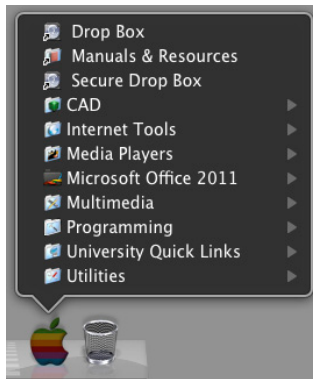 Drop Box
Manuals & Resources
Secure Drop Box
CAD
Internet Tools
Media Players
Microsoft Office 2011
Multimedia
Programming
University Quick Links
Utilities